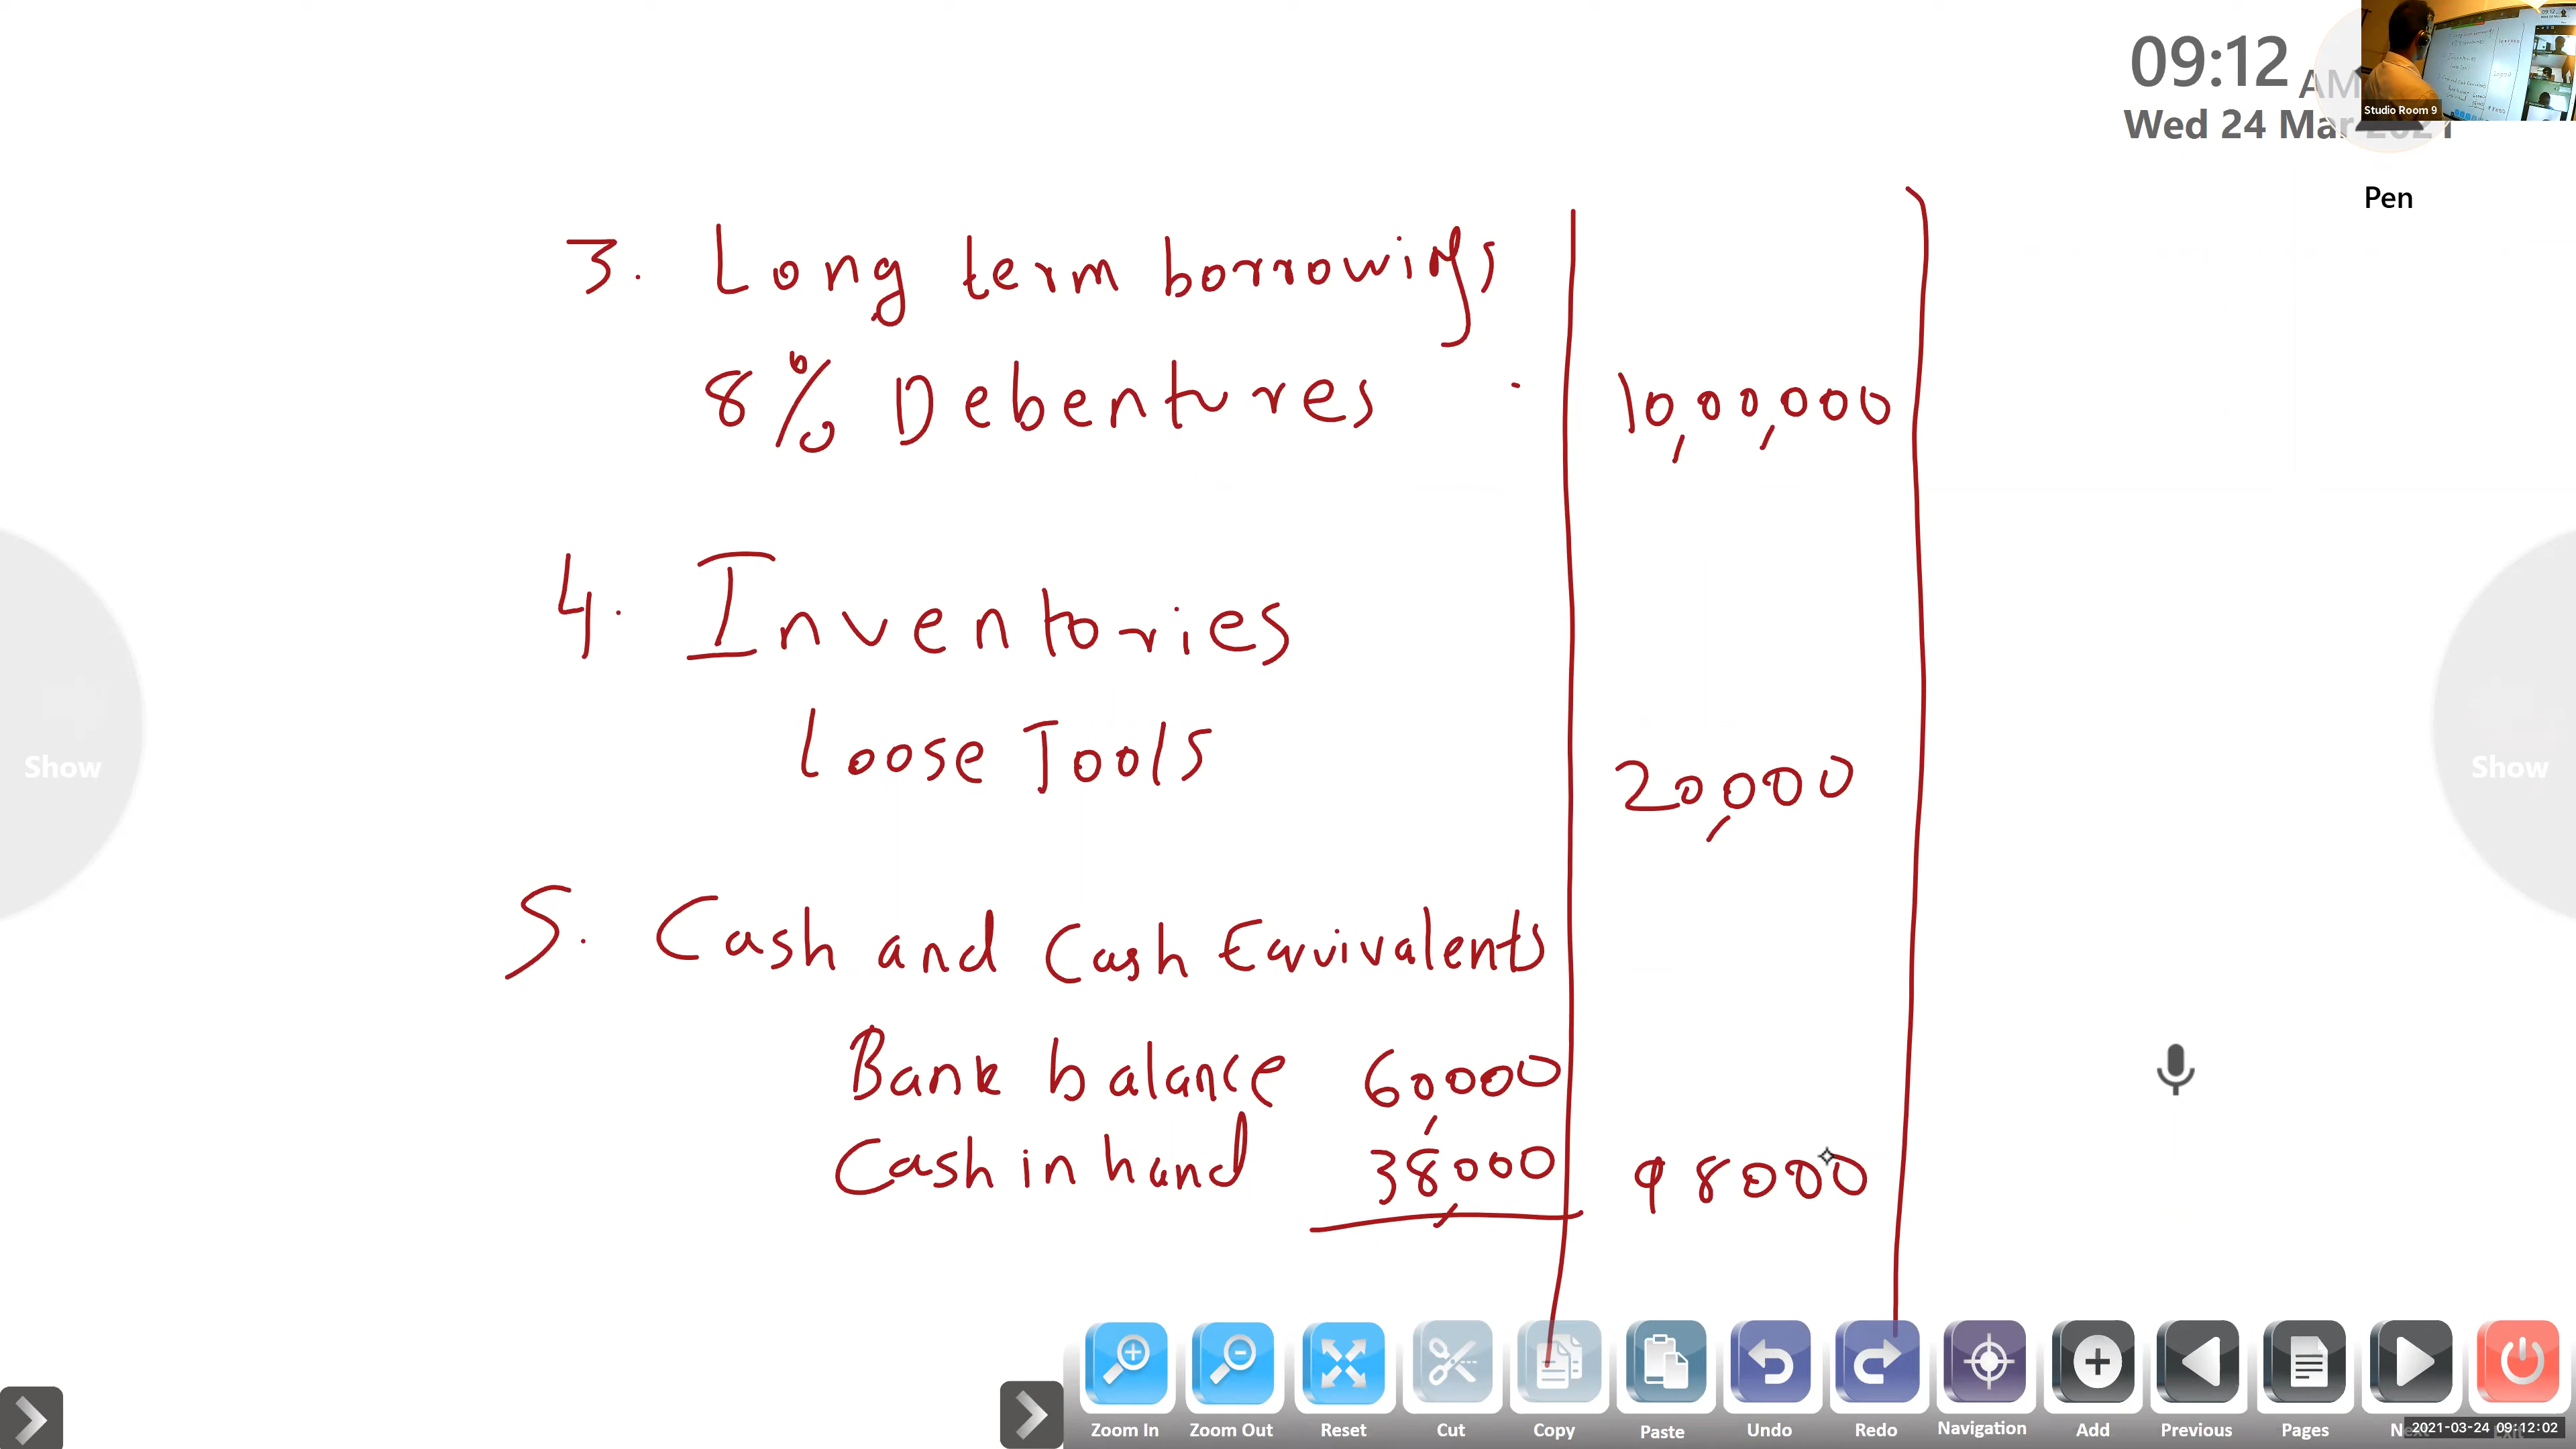 09:12 AM
Wed 24 Mar 2021
Studio Room 9
Pen
3. Long term borrowings
8% Debentures 10,00,000
4. Inventories
Loose Tools 20,000
Show
Show
5. Cash and Cash Equivalents
Bank balance 60,000
Cash in hand 38,000 98000
Zoom In Zoom Out Reset Cut Copy Paste Undo Redo Navigation Add Previous Pages
2021-03-24 09:12:02